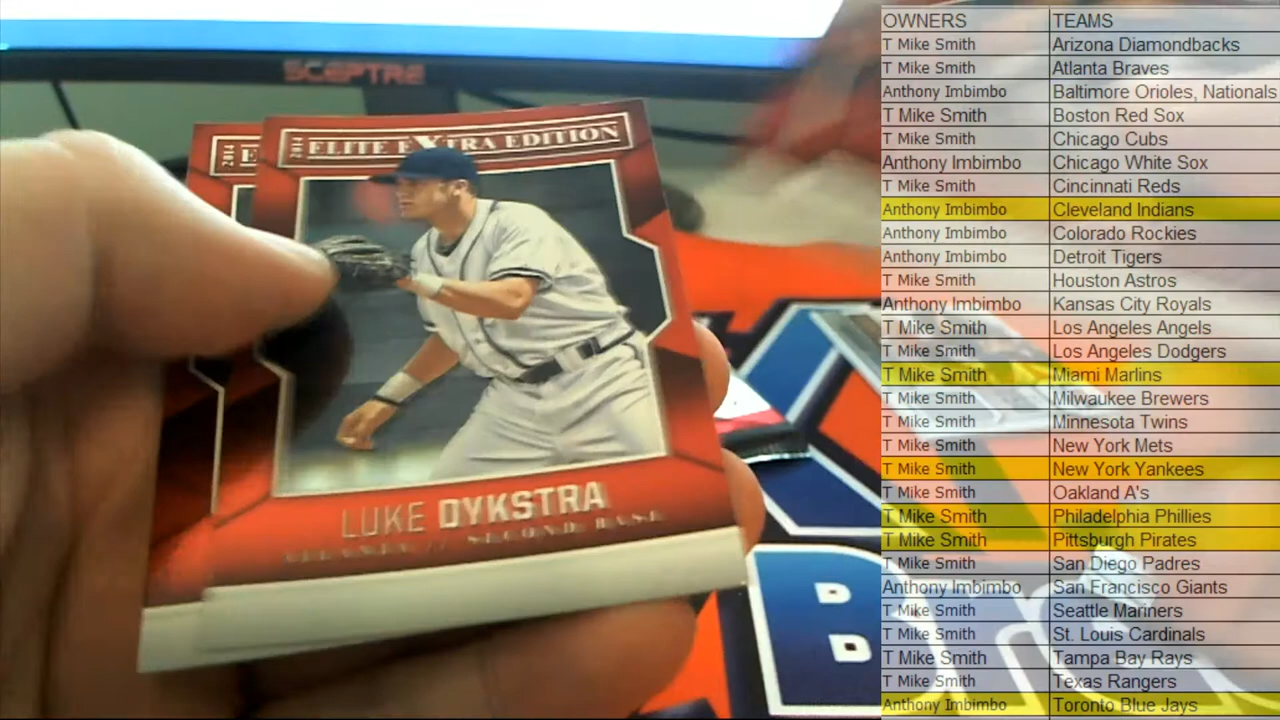 SCEPTRE
2014 E
2014 ELITE EXTRA EDITION
LUKE DYKSTRA
ATLANTA // SECOND BASE
OWNERS TEAMS
T Mike Smith Arizona Diamondbacks
T Mike Smith Atlanta Braves
Anthony Imbimbo Baltimore Orioles, Nationals
T Mike Smith Boston Red Sox
T Mike Smith Chicago Cubs
Anthony Imbimbo Chicago White Sox
T Mike Smith Cincinnati Reds
Anthony Imbimbo Cleveland Indians
Anthony Imbimbo Colorado Rockies
Anthony Imbimbo Detroit Tigers
T Mike Smith Houston Astros
Anthony Imbimbo Kansas City Royals
T Mike Smith Los Angeles Angels
T Mike Smith Los Angeles Dodgers
T Mike Smith Miami Marlins
T Mike Smith Milwaukee Brewers
T Mike Smith Minnesota Twins
T Mike Smith New York Mets
T Mike Smith New York Yankees
T Mike Smith Oakland A's
T Mike Smith Philadelphia Phillies
T Mike Smith Pittsburgh Pirates
T Mike Smith San Diego Padres
Anthony Imbimbo San Francisco Giants
T Mike Smith Seattle Mariners
T Mike Smith St. Louis Cardinals
T Mike Smith Tampa Bay Rays
T Mike Smith Texas Rangers
Anthony Imbimbo Toronto Blue Jays